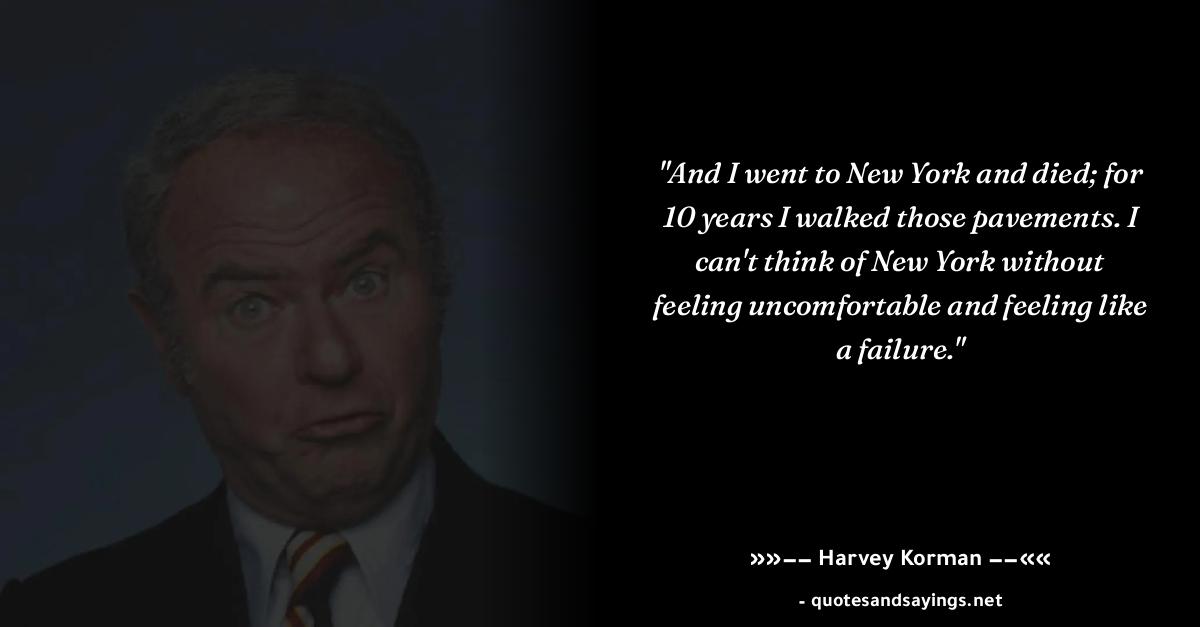 "And I went to New York and died; for
10 years I walked those pavements. I
can't think of New York without
feeling uncomfortable and feeling like
a failure."
»»−− Harvey Korman −−««
- quotesandsayings.net